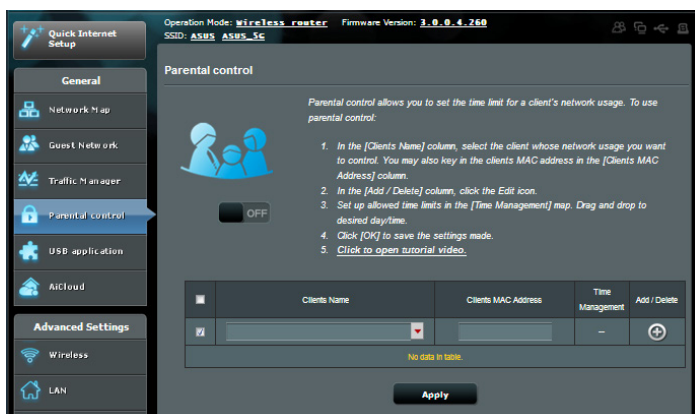 Quick Internet
Setup
Operation Mode: Wireless router Firmware Version: 3.0.0.4.260
SSID: ASUS ASUS_5G
General
Network Map
Guest Network
Traffic Manager
Parental control
USB application
AiCloud
Advanced Settings
Wireless
LAN
Parental control
Parental control allows you to set the time limit for a client's network usage. To use
parental control:
1. In the [Clients Name] column, select the client whose network usage you want
to control. You may also key in the clients MAC address in the [Clients MAC
Address] column.
2. In the [Add / Delete] column, click the Edit icon.
3. Set up allowed time limits in the [Time Management] map. Drag and drop to
desired day/time.
4. Click [OK] to save the settings made.
5. Click to open tutorial video.
OFF
Clients Name Clients MAC Address Time Management Add / Delete
–
No data in table.
Apply